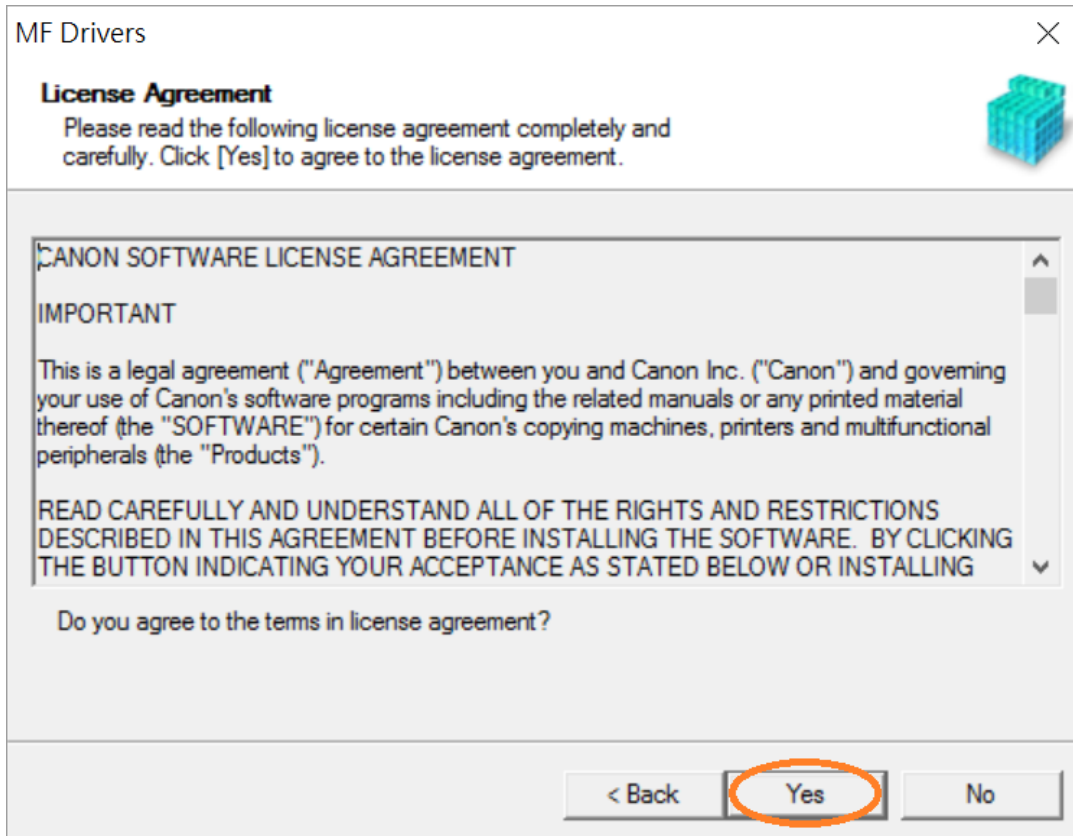 MF Drivers
License Agreement
Please read the following license agreement completely and
carefully. Click [Yes] to agree to the license agreement.
CANON SOFTWARE LICENSE AGREEMENT
IMPORTANT
This is a legal agreement ("Agreement") between you and Canon Inc. ("Canon") and governing
your use of Canon's software programs including the related manuals or any printed material
thereof (the "SOFTWARE") for certain Canon's copying machines, printers and multifunctional
peripherals (the "Products").
READ CAREFULLY AND UNDERSTAND ALL OF THE RIGHTS AND RESTRICTIONS
DESCRIBED IN THIS AGREEMENT BEFORE INSTALLING THE SOFTWARE.  BY CLICKING
THE BUTTON INDICATING YOUR ACCEPTANCE AS STATED BELOW OR INSTALLING
Do you agree to the terms in license agreement?
< Back
Yes
No